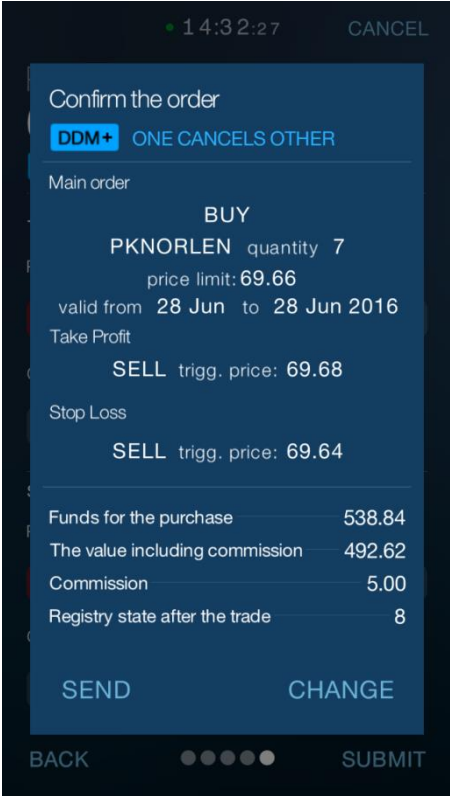 14:32:27 CANCEL
Confirm the order
DDM+ ONE CANCELS OTHER
Main order
BUY
PKNORLEN quantity 7
price limit: 69.66
valid from 28 Jun to 28 Jun 2016
Take Profit
SELL trigg. price: 69.68
Stop Loss
SELL trigg. price: 69.64
Funds for the purchase 538.84
The value including commission 492.62
Commission 5.00
Registry state after the trade 8
SEND CHANGE
BACK SUBMIT